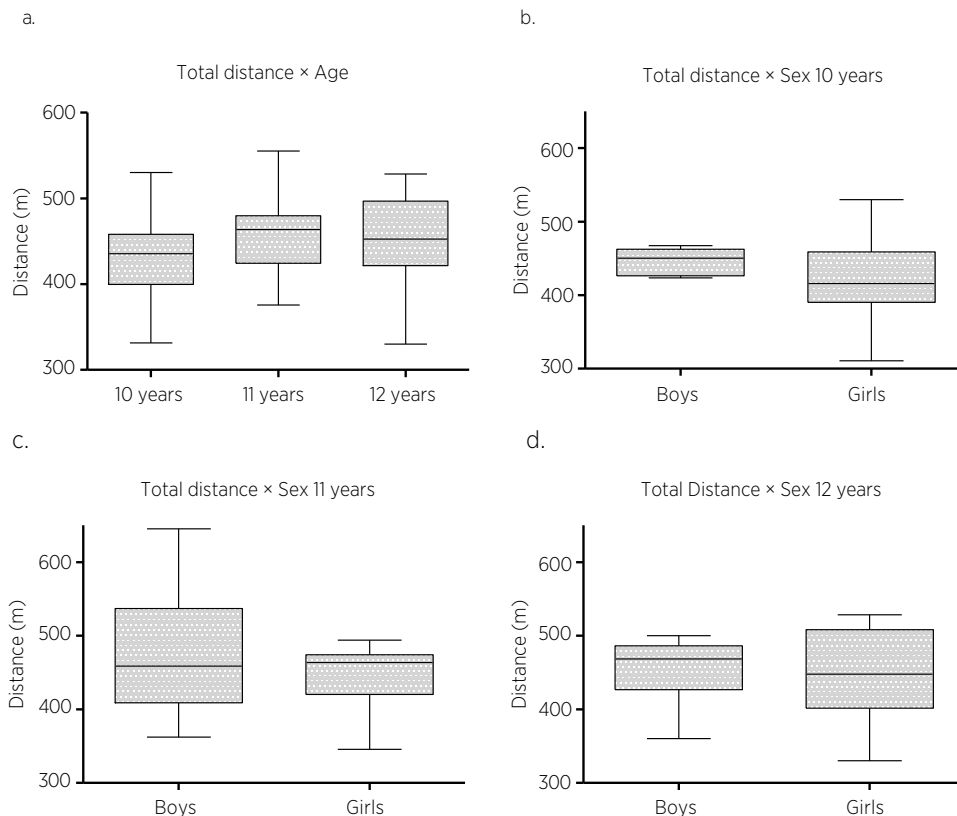 a.
Total distance × Age
Distance (m)
600
500
400
300
10 years
11 years
12 years
b.
Total distance × Sex 10 years
Distance (m)
600
500
400
300
Boys
Girls
c.
Total distance × Sex 11 years
Distance (m)
600
500
400
300
Boys
Girls
d.
Total Distance × Sex 12 years
Distance (m)
600
500
400
300
Boys
Girls